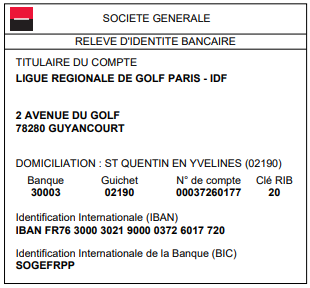 SOCIETE GENERALE
RELEVE D'IDENTITE BANCAIRE
TITULAIRE DU COMPTE
LIGUE REGIONALE DE GOLF PARIS - IDF
2 AVENUE DU GOLF
78280 GUYANCOURT
DOMICILIATION : ST QUENTIN EN YVELINES (02190)
Banque Guichet N° de compte Clé RIB
30003 02190 00037260177 20
Identification Internationale (IBAN)
IBAN FR76 3000 3021 9000 0372 6017 720
Identification Internationale de la Banque (BIC)
SOGEFRPP